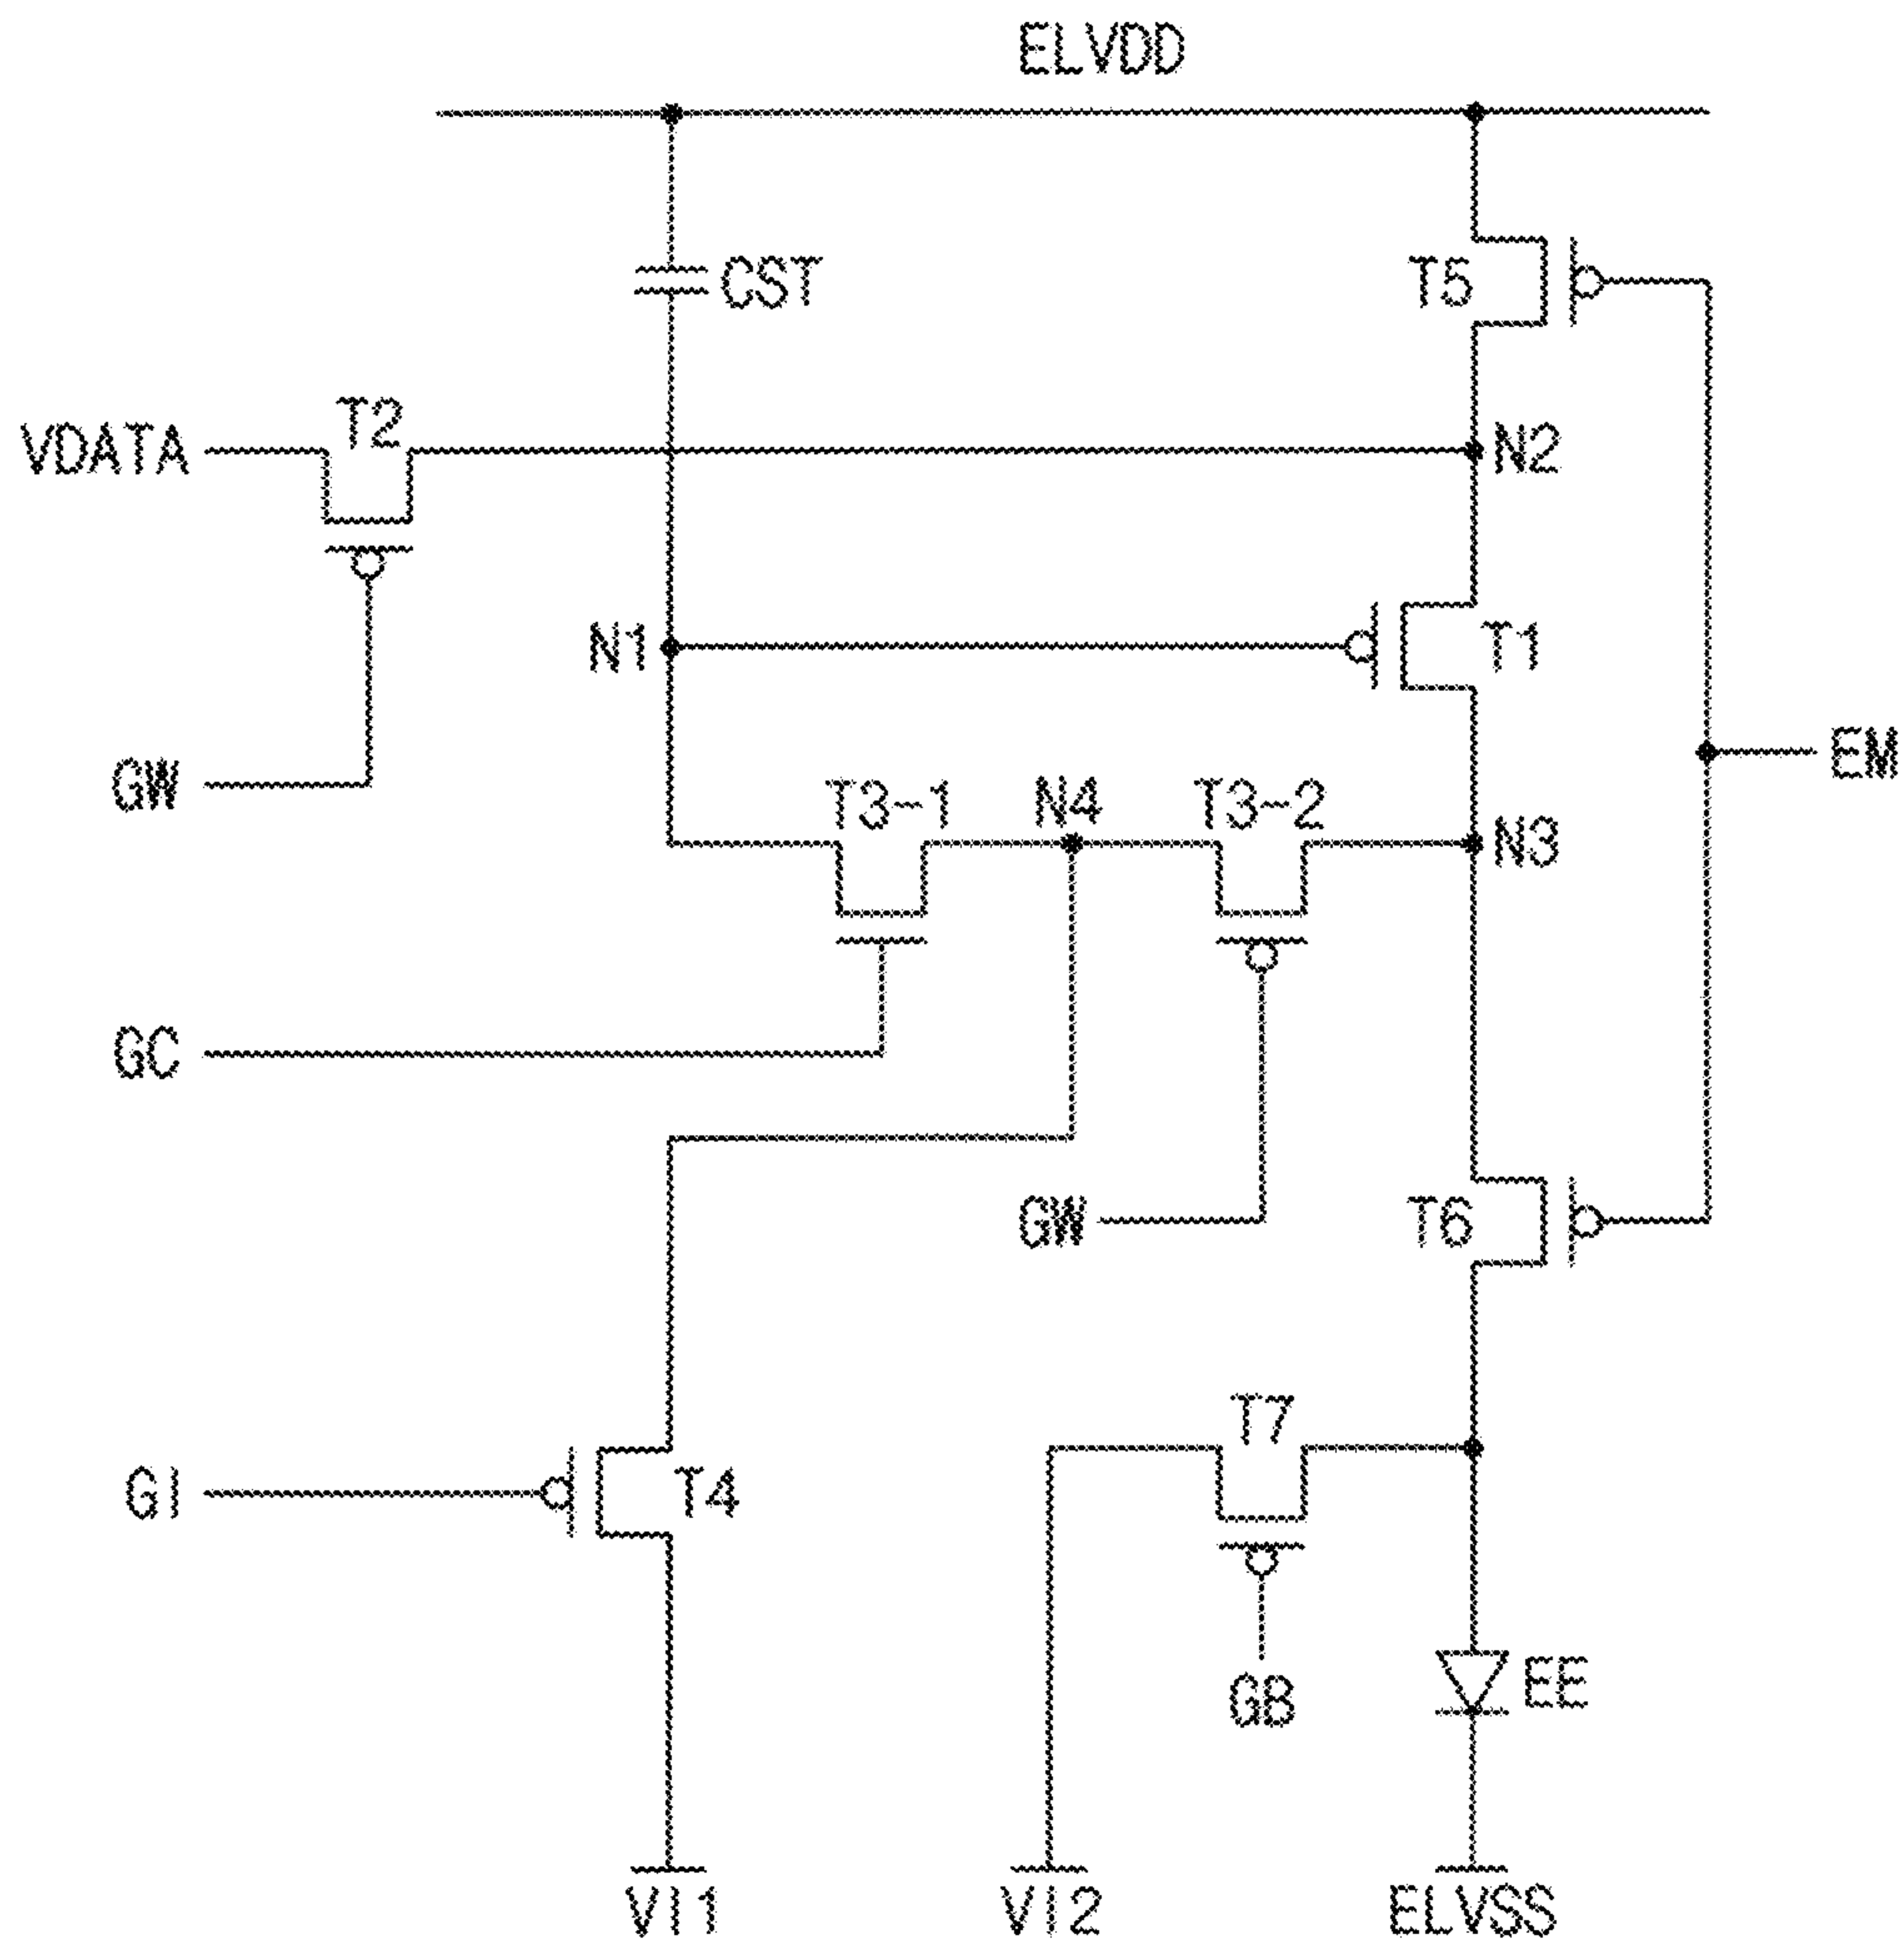 ELVDD
CST
T5
VDATA
T2
N2
N1
T1
GW
EM
T3-1
N4
T3-2
N3
GC
GW
T6
T7
GI
T4
GB
EE
VI1
VI2
ELVSS